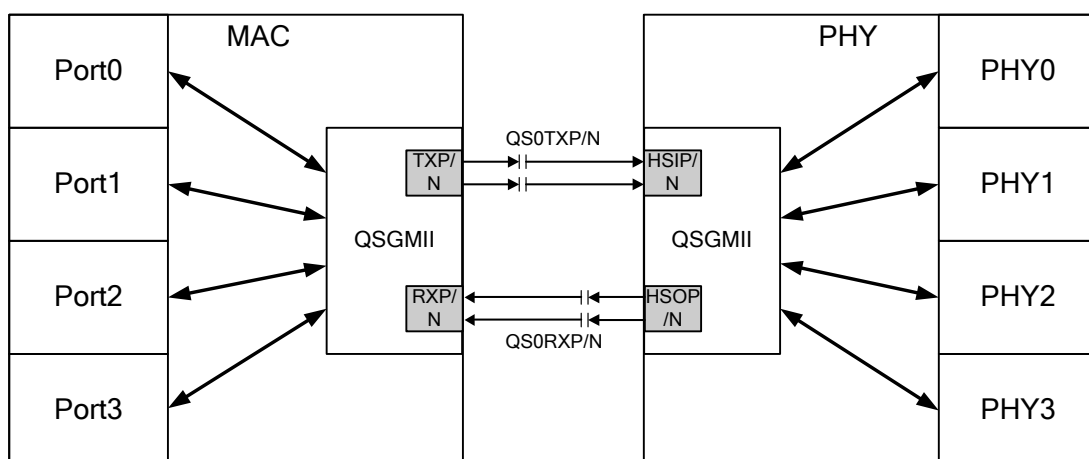 MAC
PHY
Port0
PHY0
QS0TXP/N
Port1
TXP/
N
HSIP/
N
PHY1
QSGMII
QSGMII
Port2
RXP/
N
HSOP
/N
PHY2
QS0RXP/N
Port3
PHY3